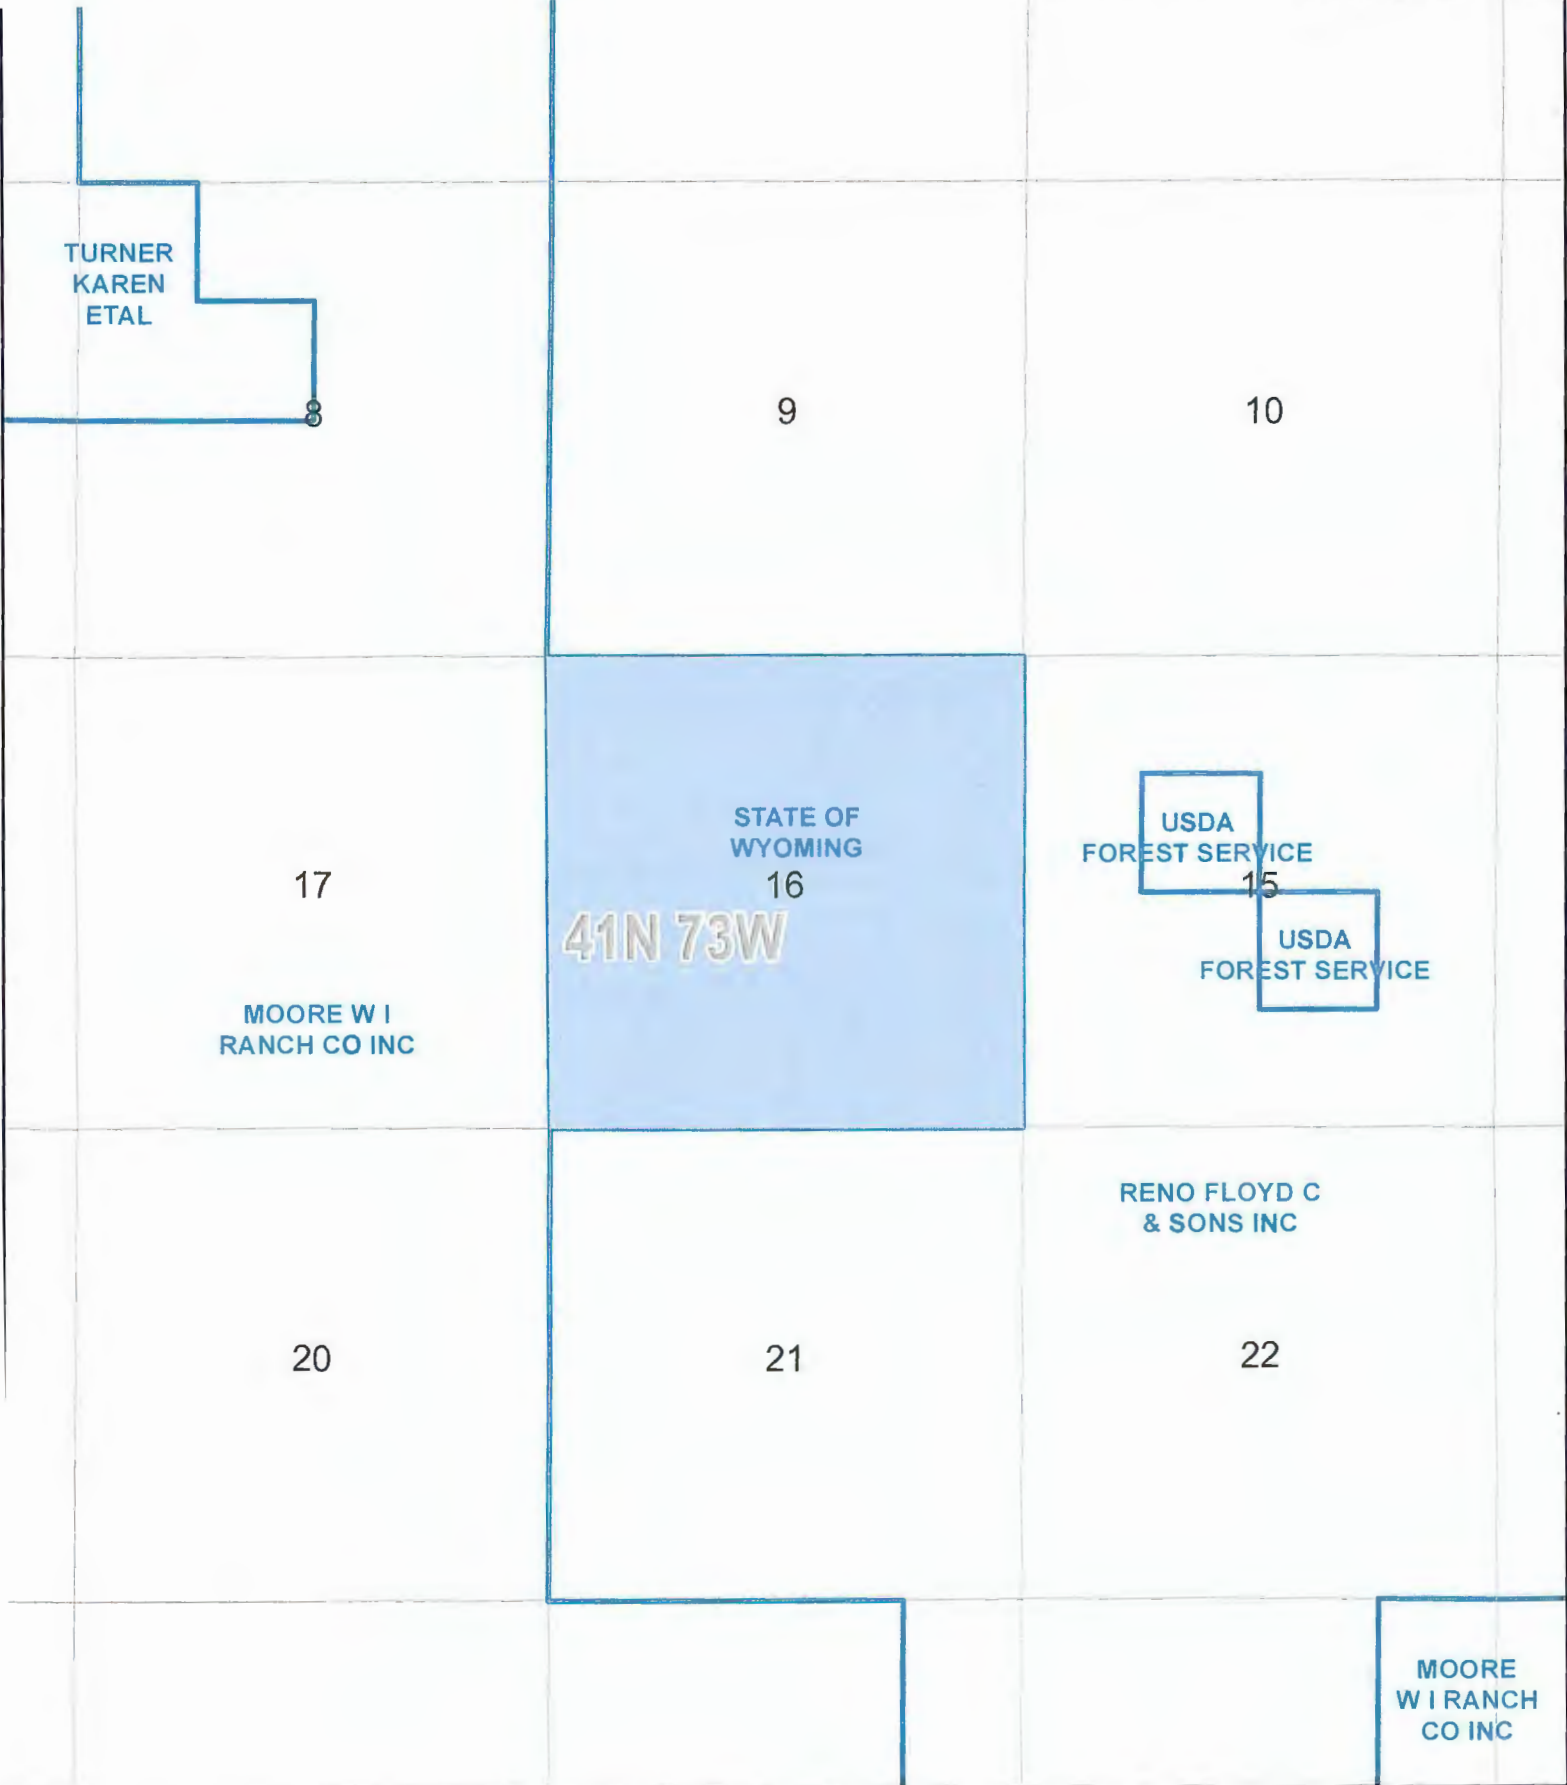 TURNER
KAREN
ETAL
8
9
10
STATE OF
WYOMING
16
41N 73W
17
MOORE W I
RANCH CO INC
USDA
FOREST SERVICE
15
USDA
FOREST SERVICE
RENO FLOYD C
& SONS INC
20
21
22
MOORE
W I RANCH
CO INC